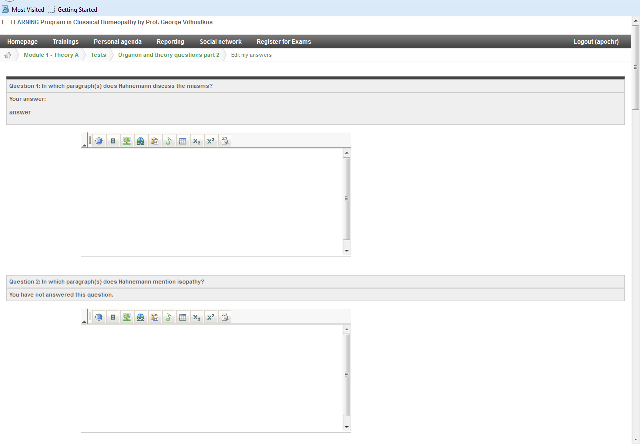 Most Visited Getting Started
E-LEARNING Program in Classical Homeopathy by Prof. George Vithoulkas
Homepage Trainings Personal agenda Reporting Social network Register for Exams Logout (apochr)
Module 1 - Theory A Tests Organon and theory questions part 2 Edit my answers
Question 1: In which paragraph(s) does Hahnemann discuss the miasms?
Your answer:
answer
Question 2: In which paragraph(s) does Hahnemann mention isopathy?
You have not answered this question.